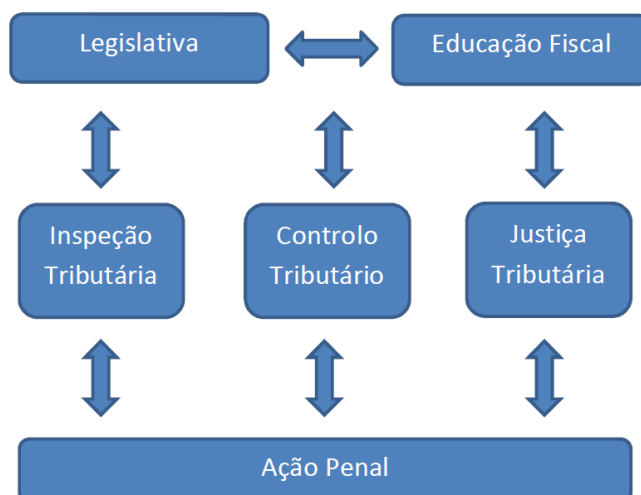 Legislativa
Educação Fiscal
Inspeção
Tributária
Controlo
Tributário
Justiça
Tributária
Ação Penal